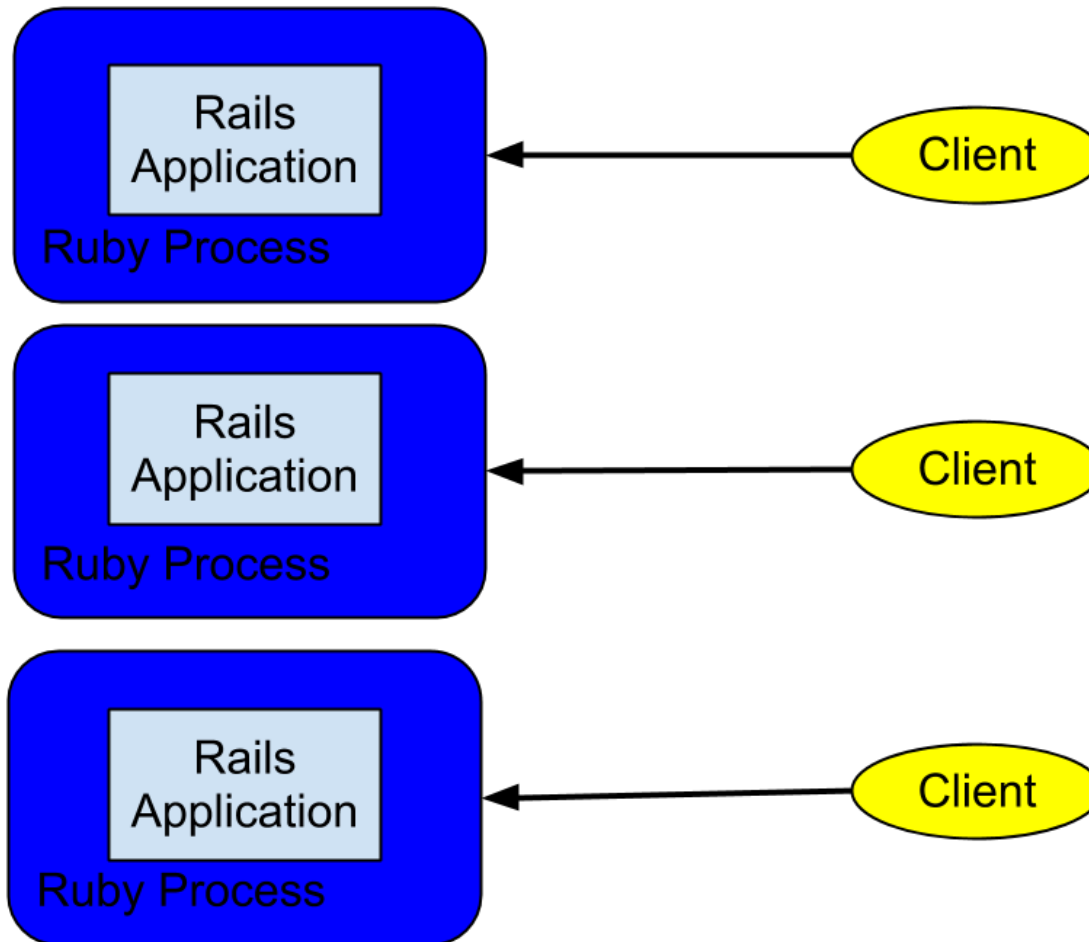 Rails
Application
Client
Ruby Process
Rails
Application
Client
Ruby Process
Rails
Application
Client
Ruby Process